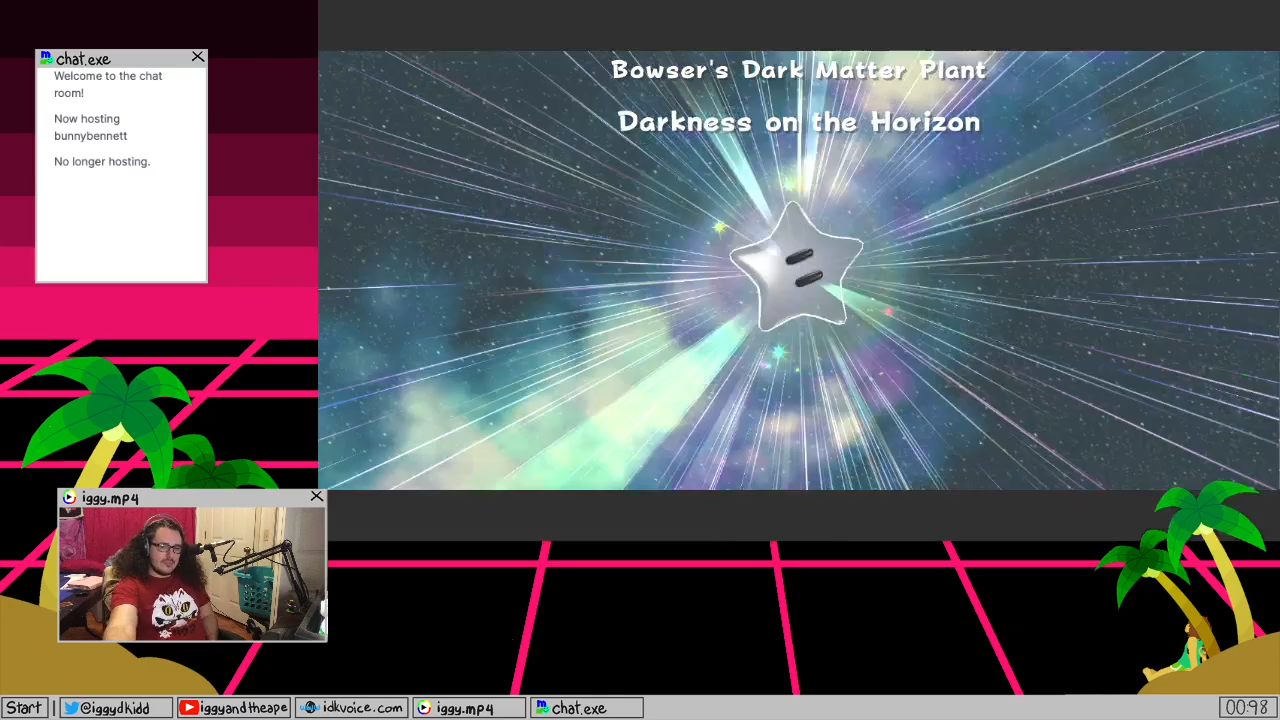 chat.exe
Welcome to the chat
room!
Now hosting
bunnybennett
No longer hosting.
Bowser's Dark Matter Plant
Darkness on the Horizon
iggy.mp4
Start
@iggydkidd
iggyandtheape
idkvoice.com
iggy.mp4
chat.exe
00:98